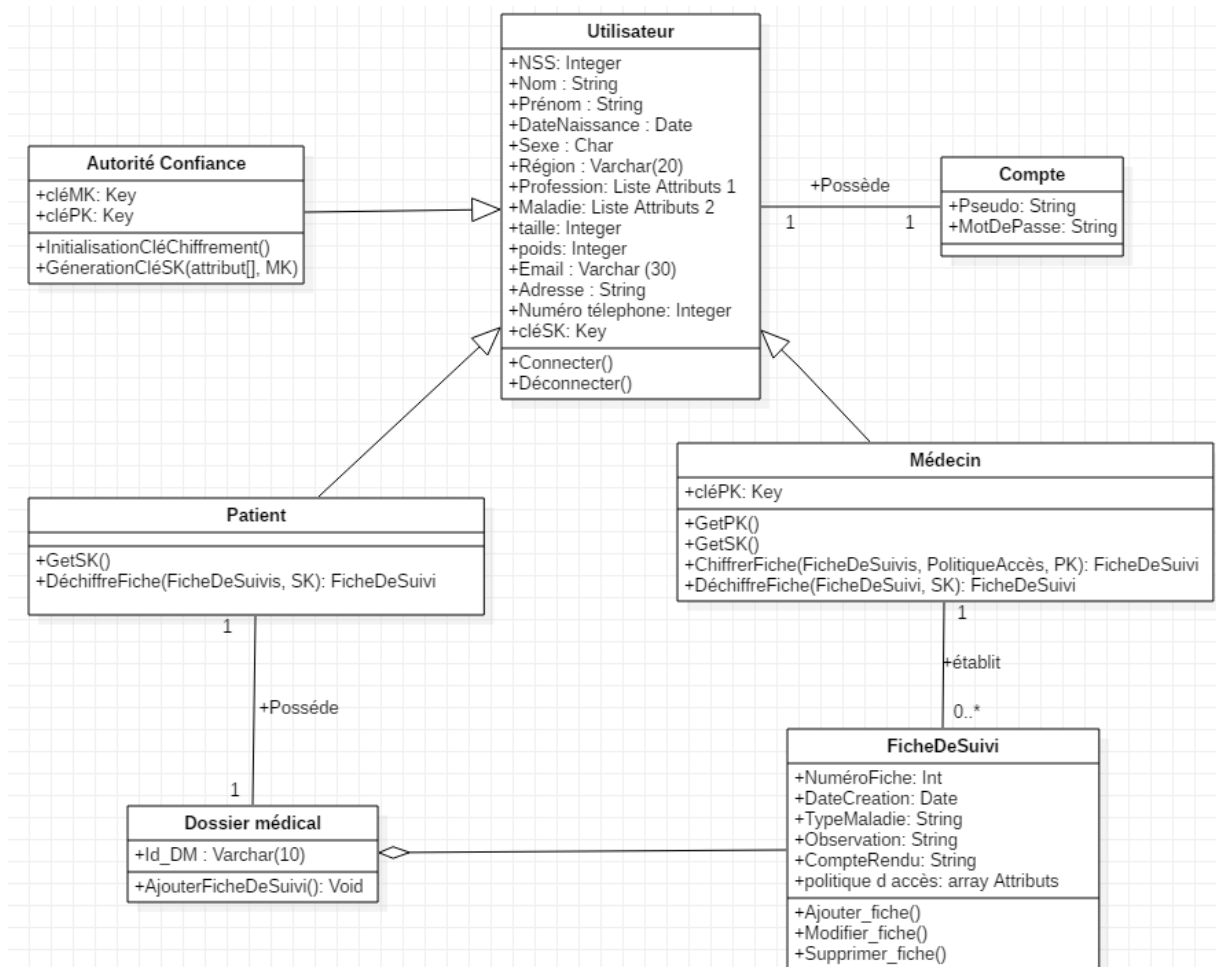 Utilisateur
+NSS: Integer
+Nom : String
+Prénom : String
+DateNaissance : Date
+Sexe : Char
+Région : Varchar(20)
+Profession: Liste Attributs 1
+Maladie: Liste Attributs 2
+taille: Integer
+poids: Integer
+Email : Varchar (30)
+Adresse : String
+Numéro télephone: Integer
+cléSK: Key
+Connecter()
+Déconnecter()
Autorité Confiance
+cléMK: Key
+cléPK: Key
+InitialisationCléChiffrement()
+GénerationCléSK(attribut[], MK)
+Possède
1
1
Compte
+Pseudo: String
+MotDePasse: String
Médecin
+cléPK: Key
+GetPK()
+GetSK()
+ChiffrerFiche(FicheDeSuivis, PolitiqueAccès, PK): FicheDeSuivi
+DéchiffreFiche(FicheDeSuivi, SK): FicheDeSuivi
Patient
+GetSK()
+DéchiffreFiche(FicheDeSuivis, SK): FicheDeSuivi
1
+Posséde
1
1
+établit
0..*
Dossier médical
+Id_DM : Varchar(10)
+AjouterFicheDeSuivi(): Void
FicheDeSuivi
+NuméroFiche: Int
+DateCreation: Date
+TypeMaladie: String
+Observation: String
+CompteRendu: String
+politique d accès: array Attributs
+Ajouter_fiche()
+Modifier_fiche()
+Supprimer_fiche()